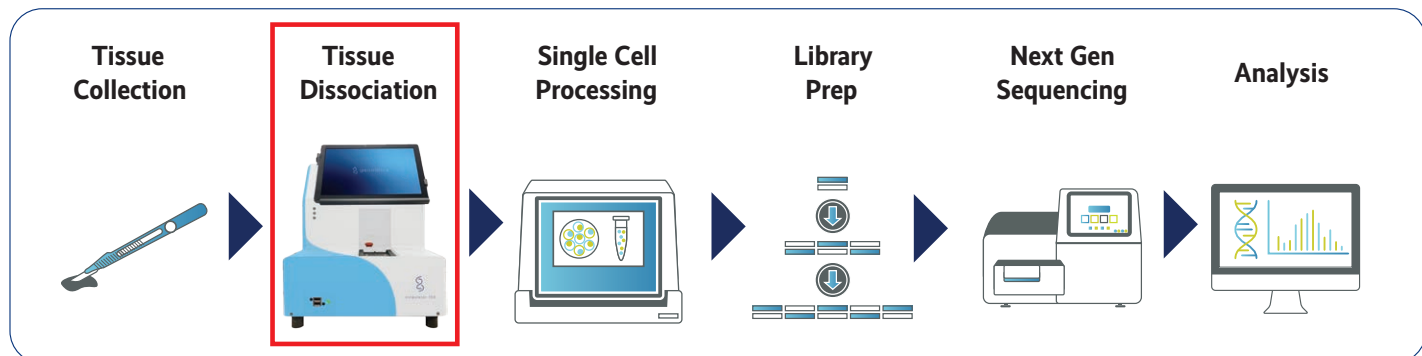 Tissue
Collection
Tissue
Dissociation
Single Cell
Processing
Library
Prep
Next Gen
Sequencing
Analysis